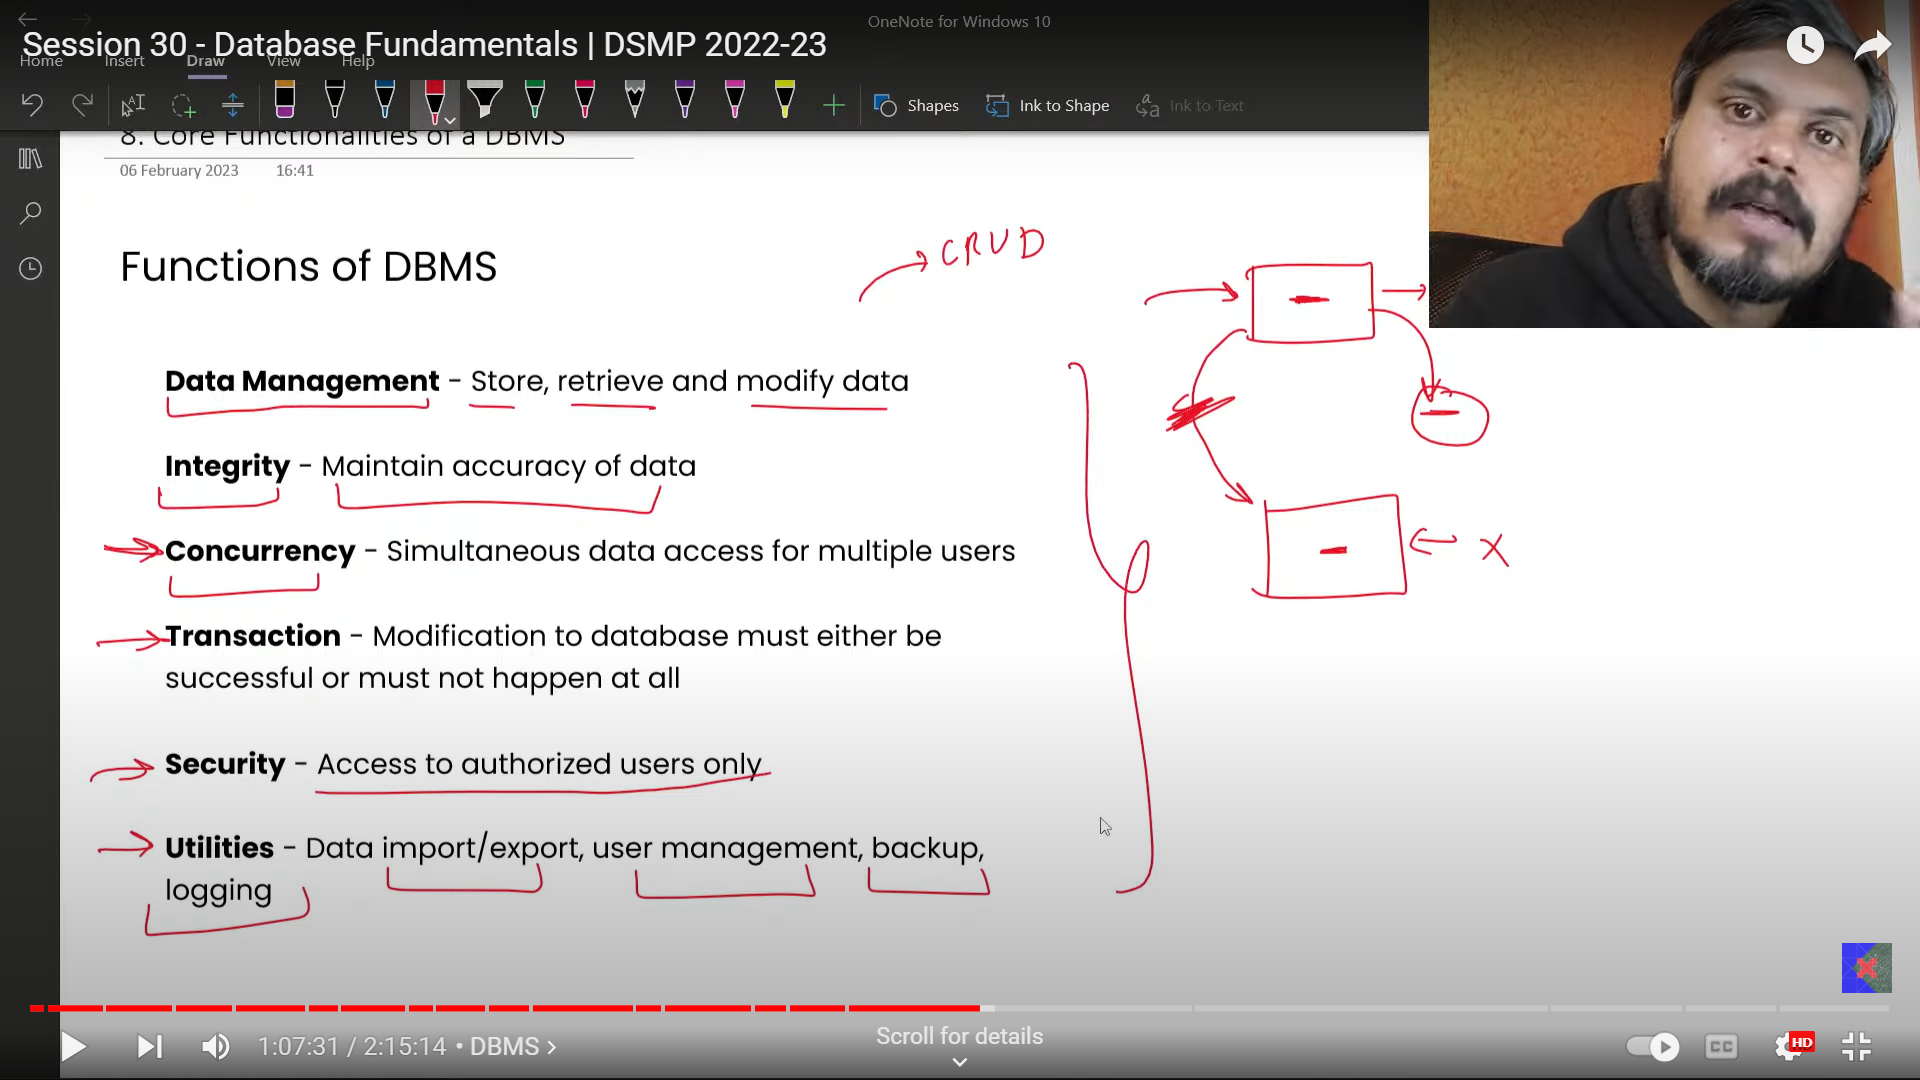 OneNote for Windows 10
Session 30 - Database Fundamentals | DSMP 2022-23
Home Insert Draw View Help
Shapes Ink to Shape Ink to Text
8. Core Functionalities of a DBMS
06 February 2023 16:41
CRUD
Functions of DBMS
Data Management - Store, retrieve and modify data
Integrity - Maintain accuracy of data
Concurrency - Simultaneous data access for multiple users
X
Transaction - Modification to database must either be
successful or must not happen at all
Security - Access to authorized users only
Utilities - Data import/export, user management, backup,
logging
1:07:31 / 2:15:14 • DBMS
Scroll for details
CC
HD